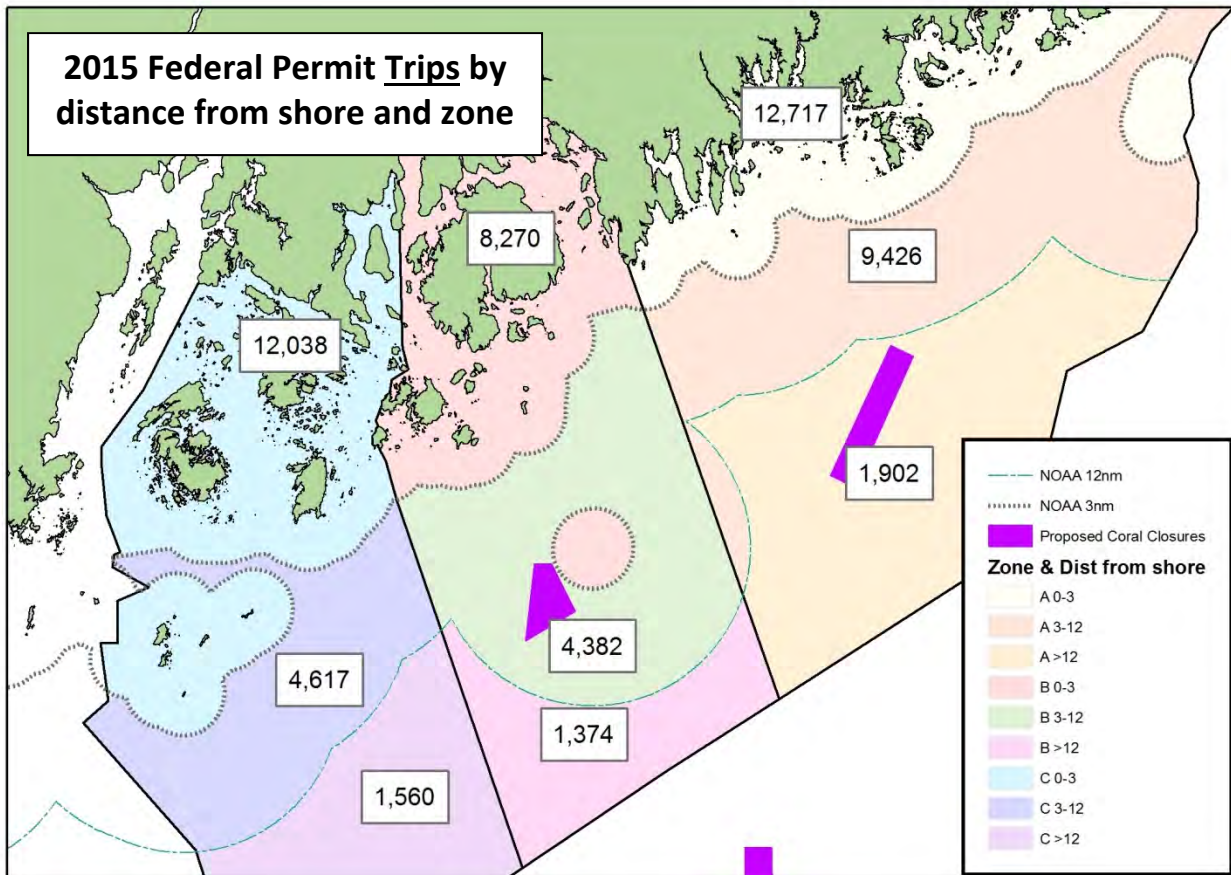 2015 Federal Permit Trips by
distance from shore and zone
12,717
8,270
9,426
12,038
1,902
4,382
4,617
1,374
1,560
NOAA 12nm
NOAA 3nm
Proposed Coral Closures
Zone & Dist from shore
A 0-3
A 3-12
A >12
B 0-3
B 3-12
B >12
C 0-3
C 3-12
C >12